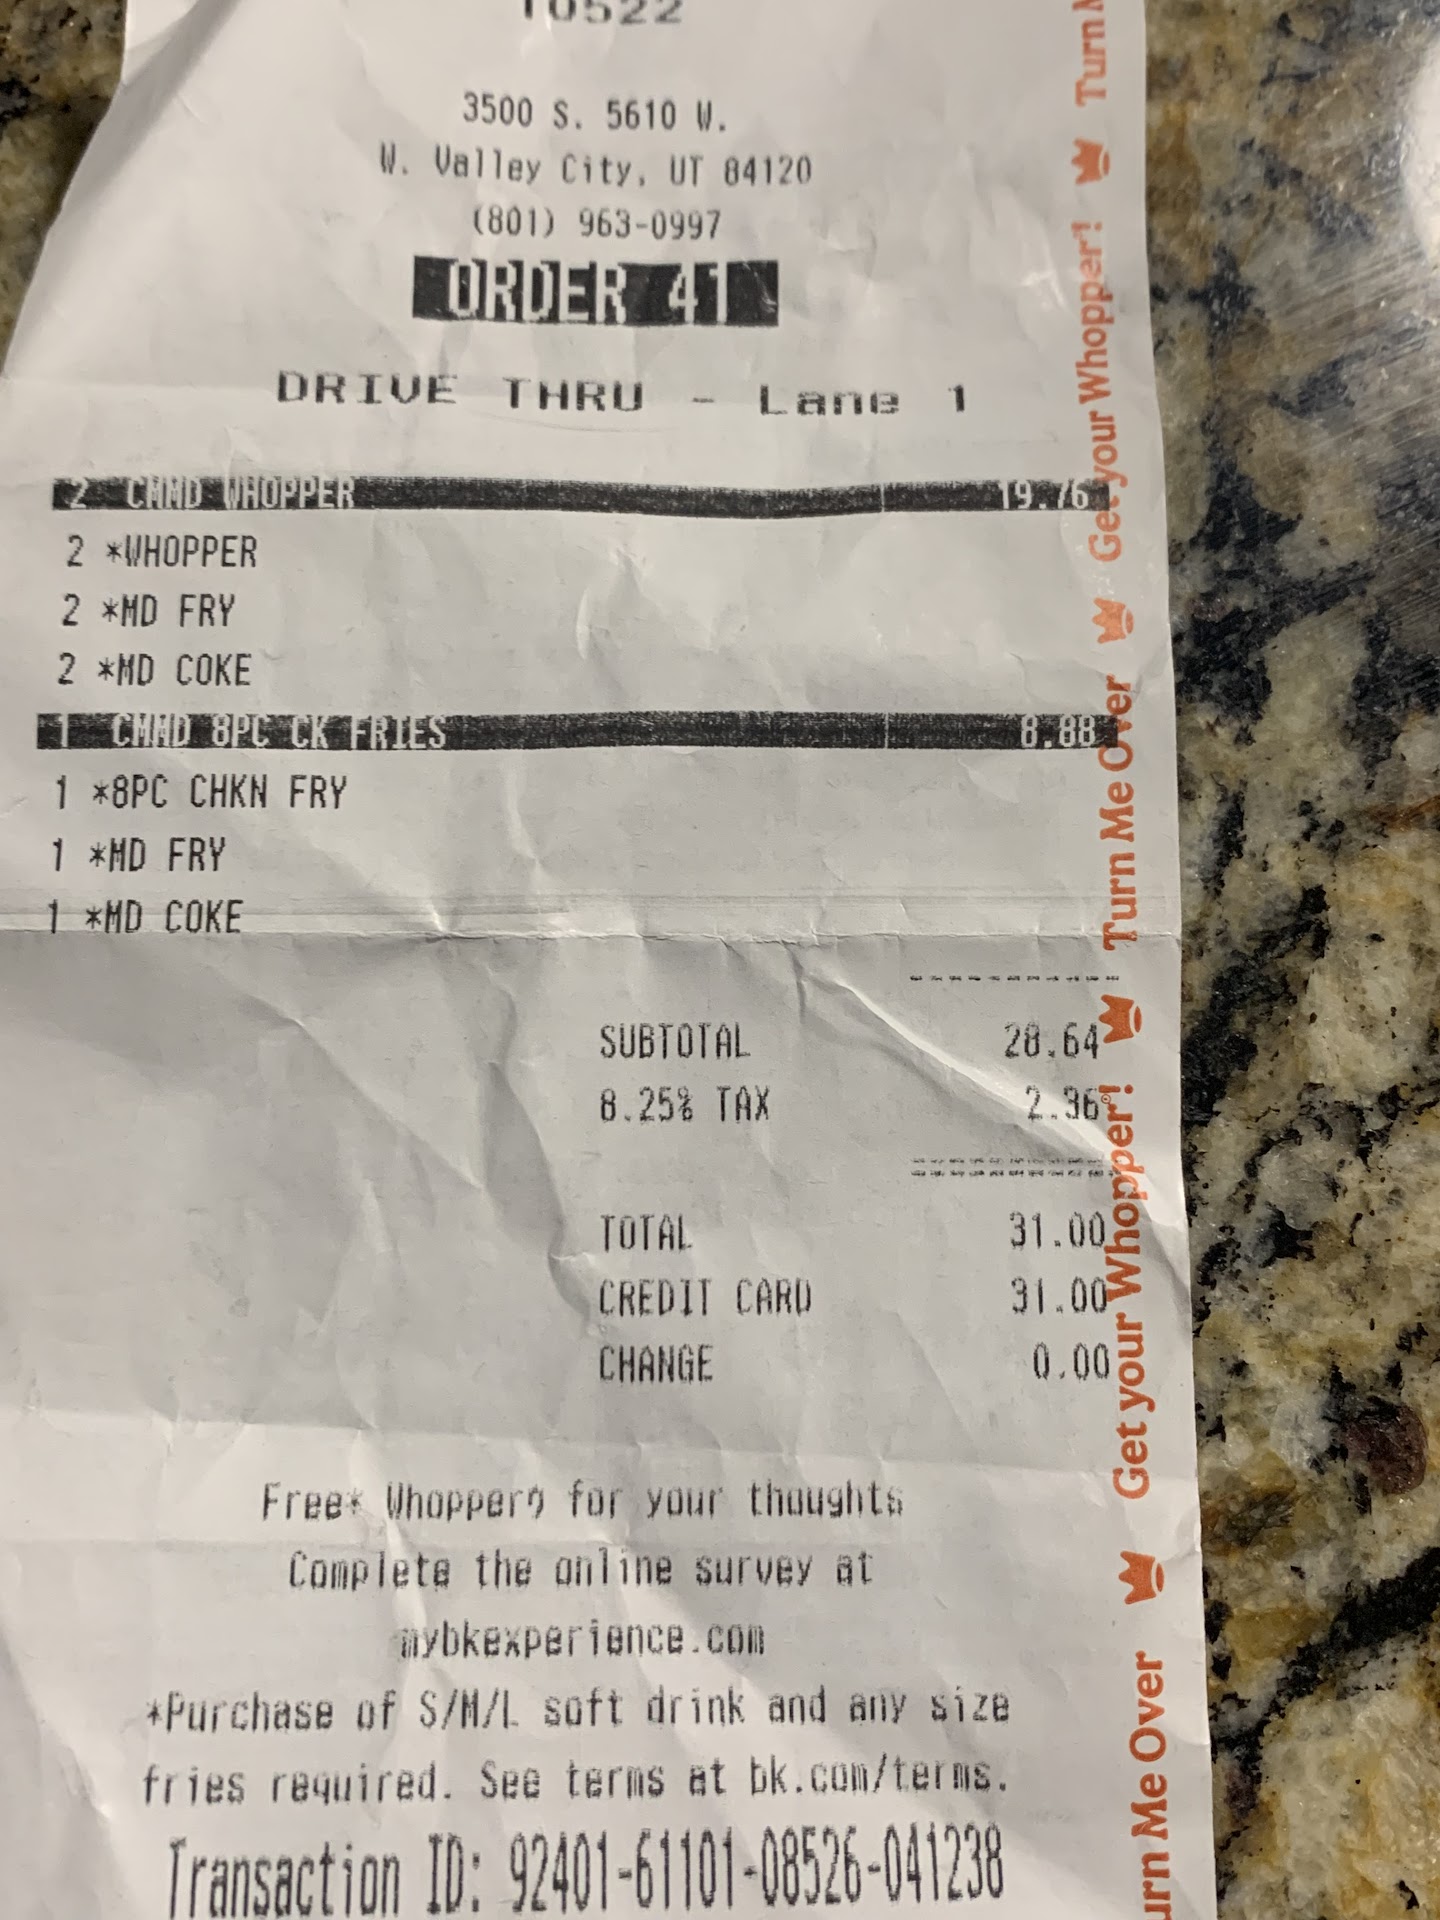 10522
3500 S. 5610 W.
W. Valley City, UT 84120
(801) 963-0997
ORDER 41
DRIVE THRU - Lane 1
2 CMMD WHOPPER 19.76
2 *WHOPPER
2 *MD FRY
2 *MD COKE
1 CMMD 8PC CK FRIES 8.88
1 *8PC CHKN FRY
1 *MD FRY
1 *MD COKE
SUBTOTAL 28.64
8.25% TAX 2.36
TOTAL 31.00
CREDIT CARD 31.00
CHANGE 0.00
Free* Whopper® for your thoughts
Complete the online survey at
mybkexperience.com
*Purchase of S/M/L soft drink and any size
fries required. See terms at bk.com/terms.
Transaction ID: 92401-61101-08526-041238
Turn M
Get your Whopper!
Turn Me Over
Get your Whopper!
urn Me Over